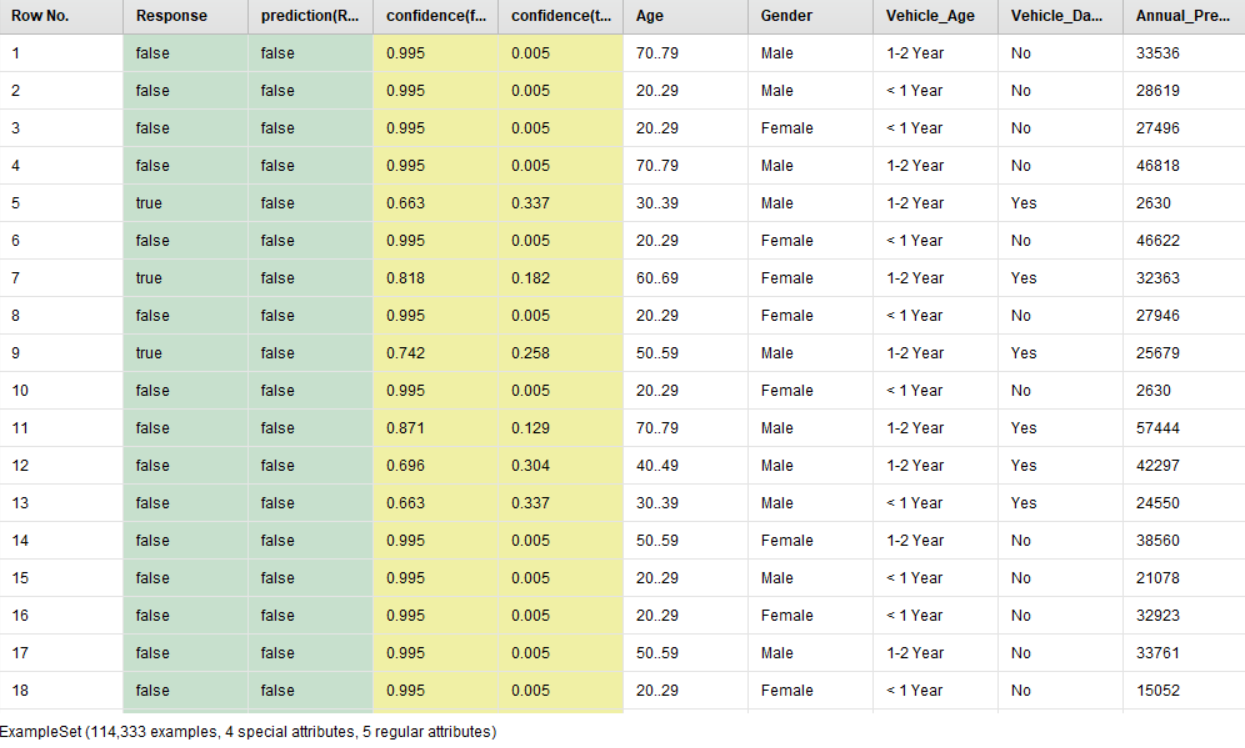 Row No. Response prediction(R... confidence(f... confidence(t... Age Gender Vehicle_Age Vehicle_Da... Annual_Pre...
1 false false 0.995 0.005 70..79 Male 1-2 Year No 33536
2 false false 0.995 0.005 20..29 Male < 1 Year No 28619
3 false false 0.995 0.005 20..29 Female < 1 Year No 27496
4 false false 0.995 0.005 70..79 Male 1-2 Year No 46818
5 true false 0.663 0.337 30..39 Male 1-2 Year Yes 2630
6 false false 0.995 0.005 20..29 Female < 1 Year No 46622
7 true false 0.818 0.182 60..69 Female 1-2 Year Yes 32363
8 false false 0.995 0.005 20..29 Female < 1 Year No 27946
9 true false 0.742 0.258 50..59 Male 1-2 Year Yes 25679
10 false false 0.995 0.005 20..29 Female < 1 Year No 2630
11 false false 0.871 0.129 70..79 Male 1-2 Year Yes 57444
12 false false 0.696 0.304 40..49 Male 1-2 Year Yes 42297
13 false false 0.663 0.337 30..39 Male < 1 Year Yes 24550
14 false false 0.995 0.005 50..59 Female 1-2 Year No 38560
15 false false 0.995 0.005 20..29 Male < 1 Year No 21078
16 false false 0.995 0.005 20..29 Female < 1 Year No 32923
17 false false 0.995 0.005 50..59 Male 1-2 Year No 33761
18 false false 0.995 0.005 20..29 Female < 1 Year No 15052
ExampleSet (114,333 examples, 4 special attributes, 5 regular attributes)